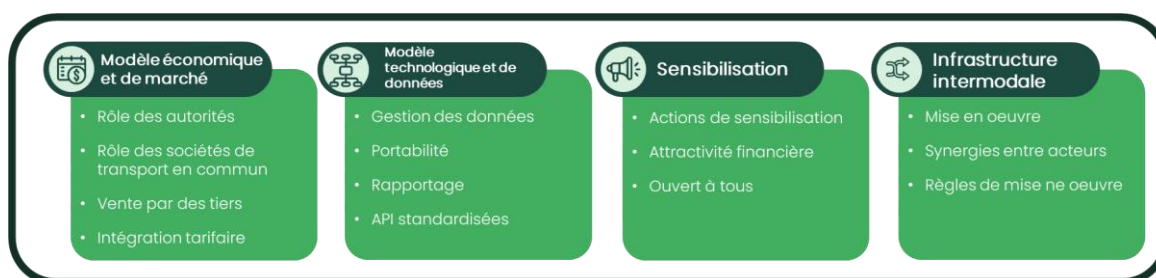 Modèle économique
et de marché
• Rôle des autorités
• Rôle des sociétés de
transport en commun
• Vente par des tiers
• Intégration tarifaire
Modèle
technologique et de
données
• Gestion des données
• Portabilité
• Rapportage
• API standardisées
Sensibilisation
• Actions de sensibilisation
• Attractivité financière
• Ouvert à tous
Infrastructure
intermodale
• Mise en oeuvre
• Synergies entre acteurs
• Règles de mise ne oeuvre